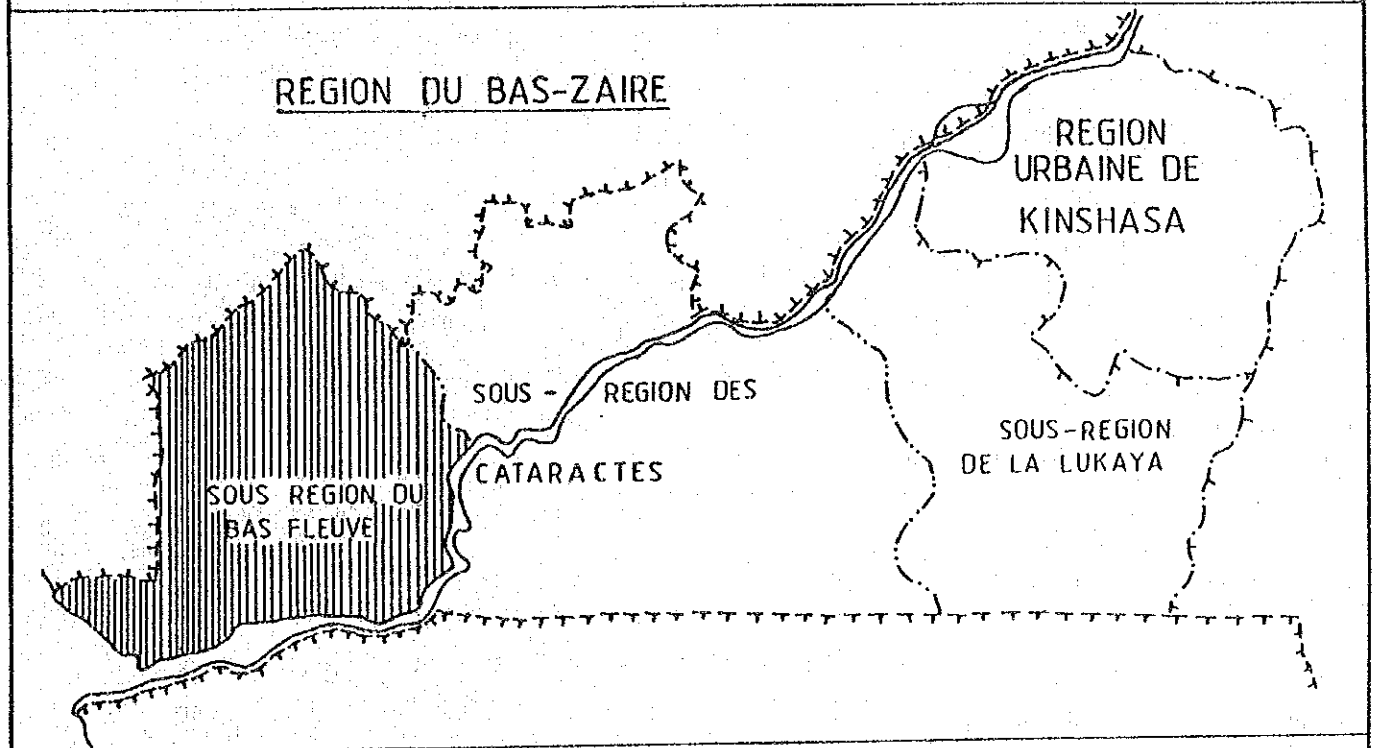 REGION DU BAS-ZAIRE
REGION
URBAINE DE
KINSHASA
SOUS - REGION DES
CATARACTES
SOUS-REGION
DE LA LUKAYA
SOUS REGION DU
BAS FLEUVE